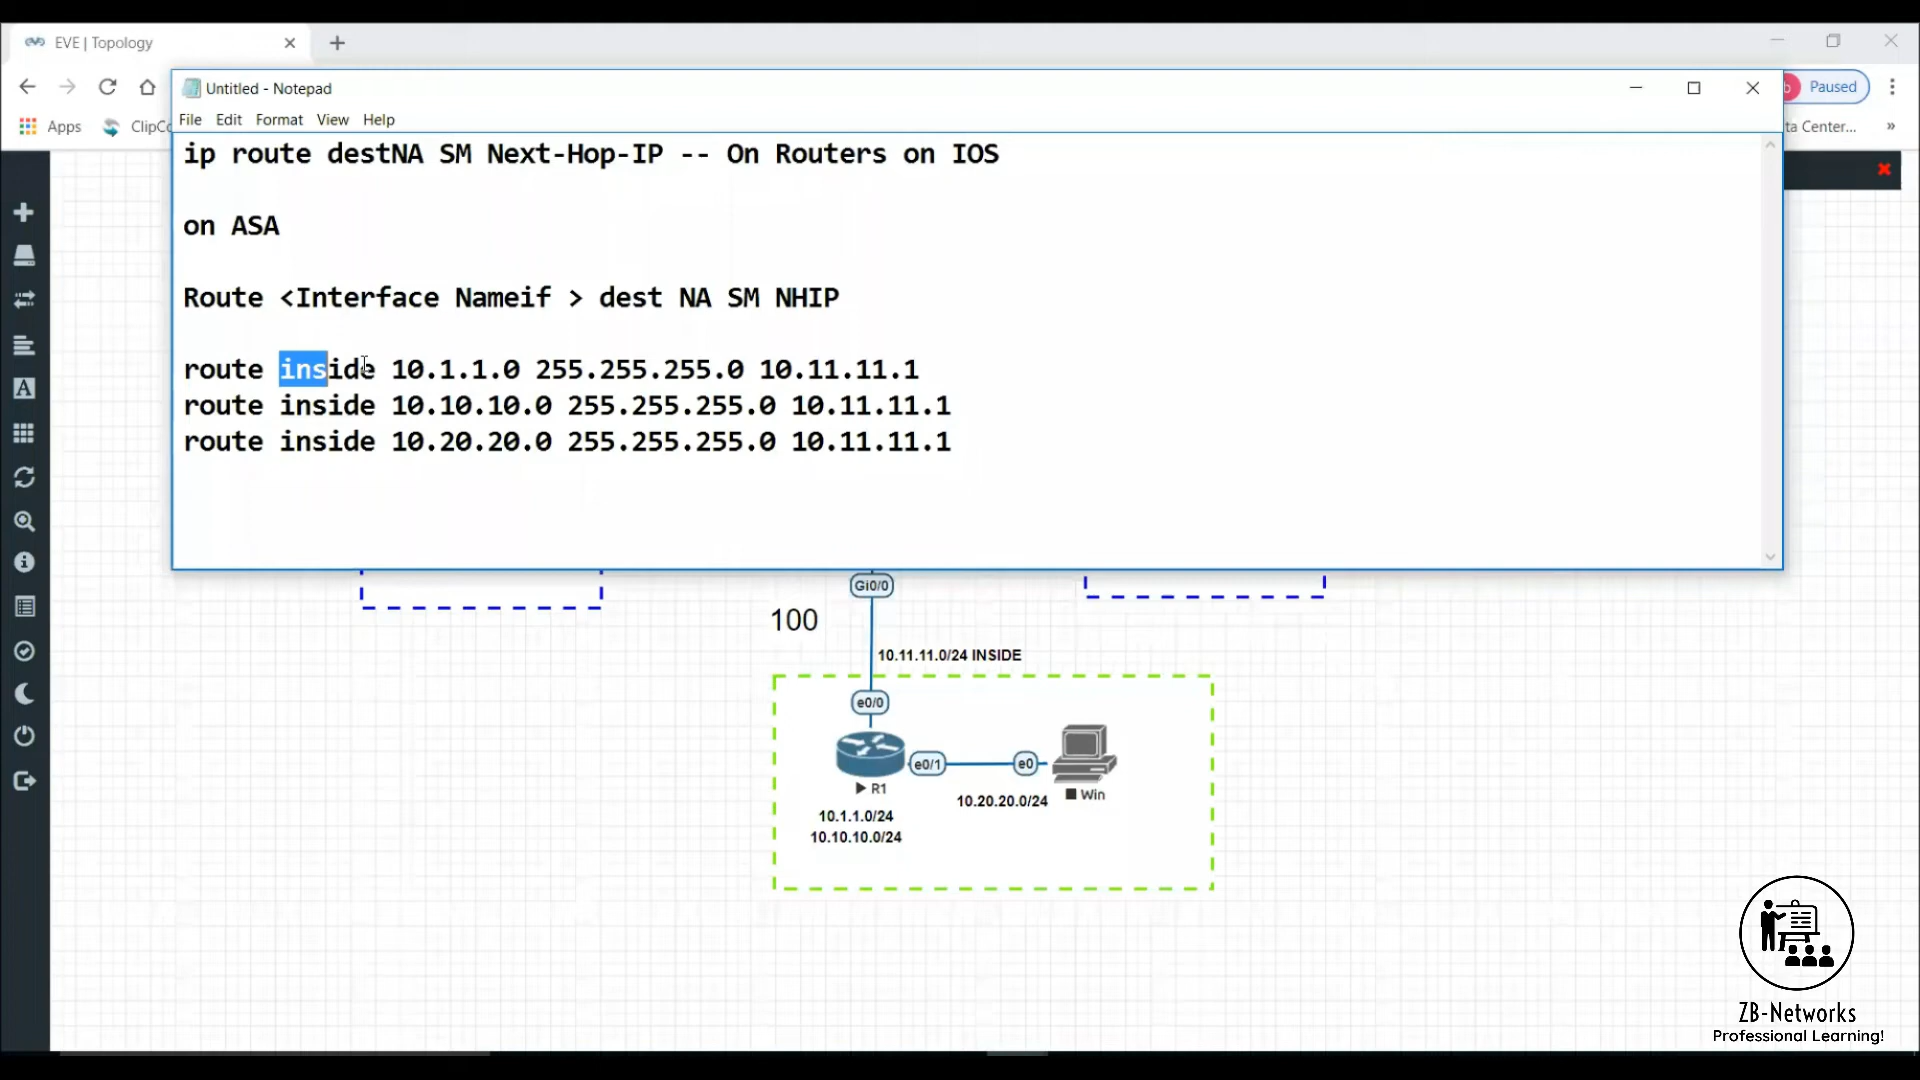 EVE | Topology
Paused
Apps
ClipCo
ta Center...
»
Untitled - Notepad
File Edit Format View Help
ip route destNA SM Next-Hop-IP -- On Routers on IOS
on ASA
Route <Interface Nameif > dest NA SM NHIP
route inside 10.1.1.0 255.255.255.0 10.11.11.1
route inside 10.10.10.0 255.255.255.0 10.11.11.1
route inside 10.20.20.0 255.255.255.0 10.11.11.1
Gi0/0
100
10.11.11.0/24 INSIDE
e0/0
e0/1
e0
R1
Win
10.20.20.0/24
10.1.1.0/24
10.10.10.0/24
ZB-Networks
Professional Learning!